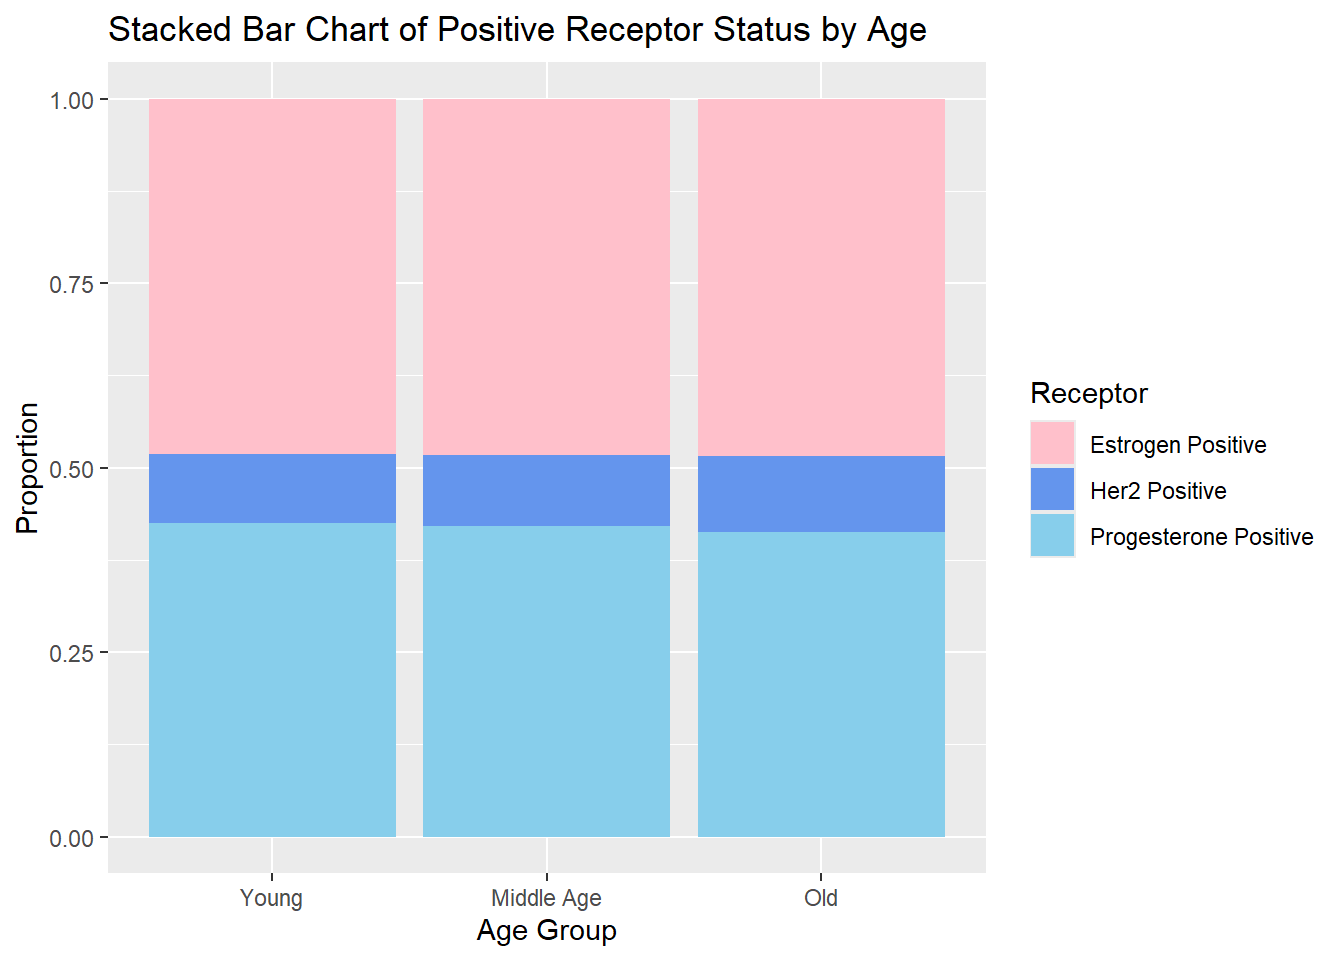 Stacked Bar Chart of Positive Receptor Status by Age
Proportion
1.00
0.75
0.50
0.25
0.00
Young
Middle Age
Old
Age Group
Receptor
Estrogen Positive
Her2 Positive
Progesterone Positive